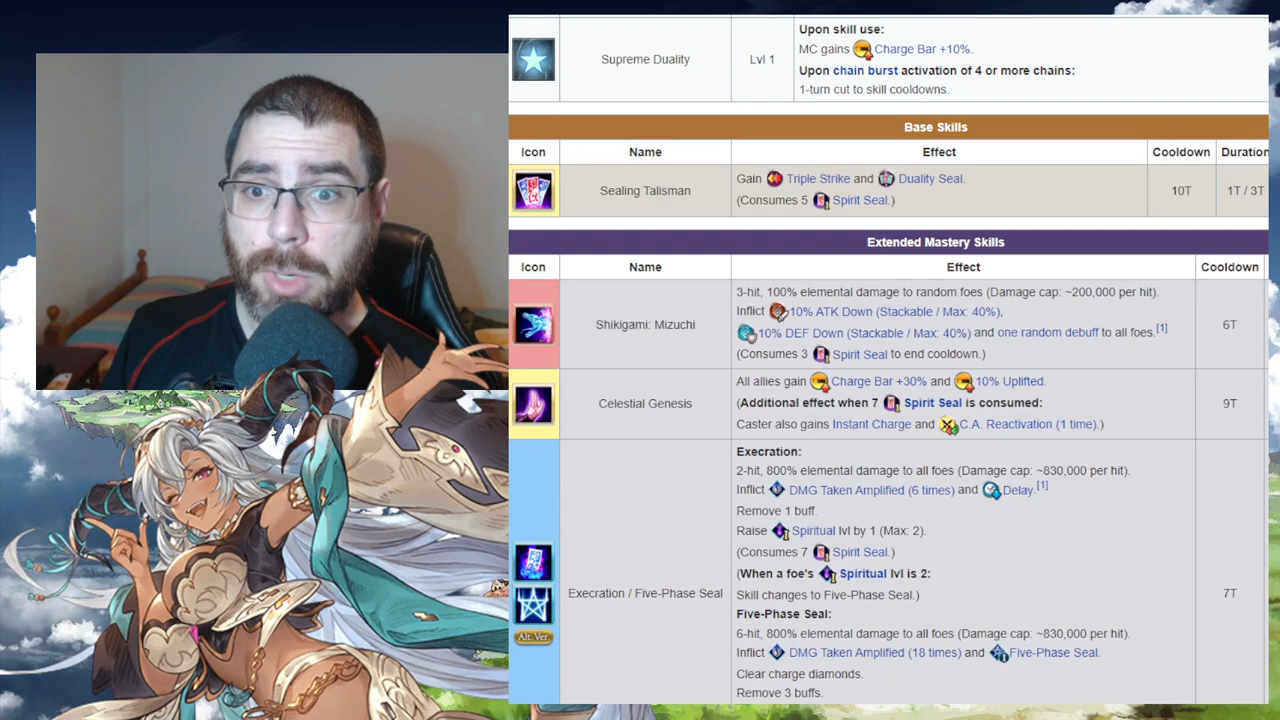 Upon skill use:
Supreme Duality Lvl 1 MC gains Charge Bar +10%.
Upon chain burst activation of 4 or more chains:
1-turn cut to skill cooldowns.
Base Skills
Icon Name Effect Cooldown Duration
Gain Triple Strike and Duality Seal.
Sealing Talisman 10T 1T / 3T
(Consumes 5 Spirit Seal.)
Extended Mastery Skills
Icon Name Effect Cooldown
3-hit, 100% elemental damage to random foes (Damage cap: ~200,000 per hit).
Inflict 10% ATK Down (Stackable / Max: 40%),
Shikigami: Mizuchi 6T
10% DEF Down (Stackable / Max: 40%) and one random debuff to all foes.[1]
(Consumes 3 Spirit Seal to end cooldown.)
All allies gain Charge Bar +30% and 10% Uplifted.
Celestial Genesis (Additional effect when 7 Spirit Seal is consumed: 9T
Caster also gains Instant Charge and C.A. Reactivation (1 time).)
Execration:
2-hit, 800% elemental damage to all foes (Damage cap: ~830,000 per hit).
Inflict DMG Taken Amplified (6 times) and Delay.[1]
Remove 1 buff.
Raise Spiritual lvl by 1 (Max: 2).
(Consumes 7 Spirit Seal.)
(When a foe's Spiritual lvl is 2:
Execration / Five-Phase Seal Skill changes to Five-Phase Seal.) 7T
Five-Phase Seal:
Alt. Ver. 6-hit, 800% elemental damage to all foes (Damage cap: ~830,000 per hit).
Inflict DMG Taken Amplified (18 times) and Five-Phase Seal.
Clear charge diamonds.
Remove 3 buffs.